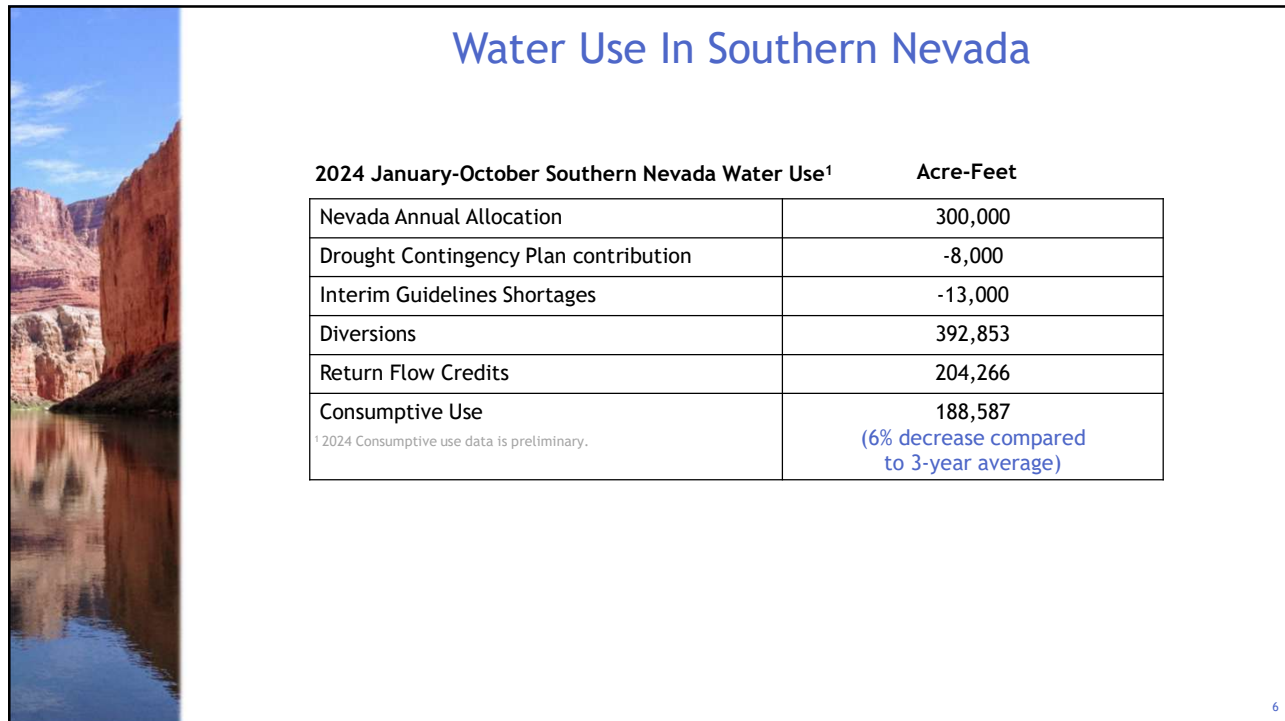 Water Use In Southern Nevada
2024 January-October Southern Nevada Water Use¹ Acre-Feet
Nevada Annual Allocation 300,000
Drought Contingency Plan contribution -8,000
Interim Guidelines Shortages -13,000
Diversions 392,853
Return Flow Credits 204,266
Consumptive Use 188,587
¹ 2024 Consumptive use data is preliminary. (6% decrease compared
to 3-year average)
6